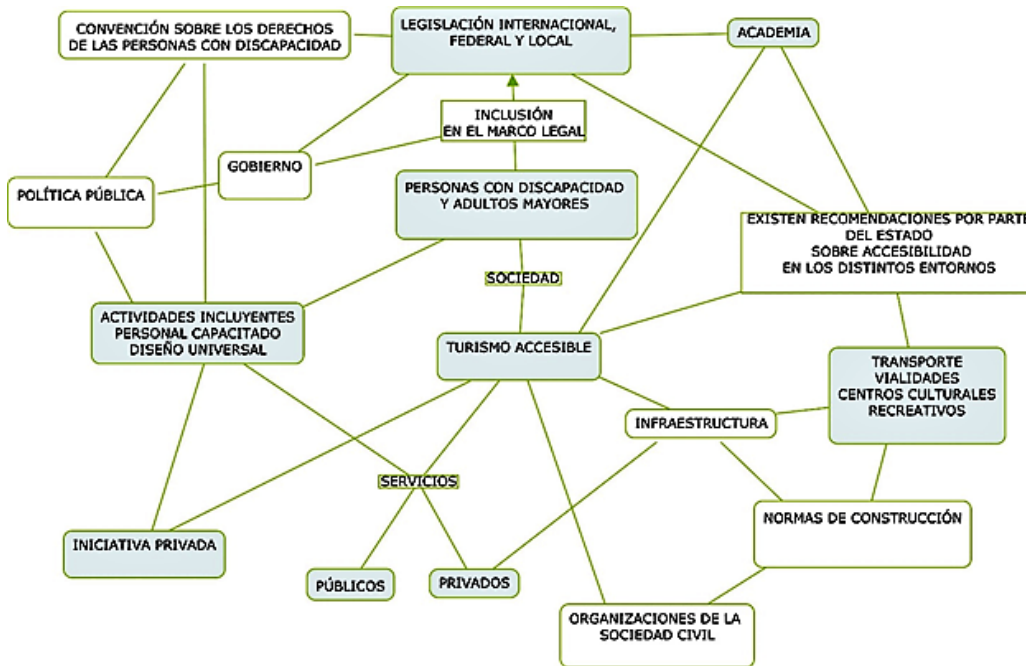 CONVENCIÓN SOBRE LOS DERECHOS
DE LAS PERSONAS CON DISCAPACIDAD
LEGISLACIÓN INTERNACIONAL,
FEDERAL Y LOCAL
ACADEMIA
INCLUSIÓN
EN EL MARCO LEGAL
GOBIERNO
POLÍTICA PÚBLICA
PERSONAS CON DISCAPACIDAD
Y ADULTOS MAYORES
EXISTEN RECOMENDACIONES POR PARTE
DEL ESTADO
SOBRE ACCESIBILIDAD
EN LOS DISTINTOS ENTORNOS
SOCIEDAD
ACTIVIDADES INCLUYENTES
PERSONAL CAPACITADO
DISEÑO UNIVERSAL
TURISMO ACCESIBLE
TRANSPORTE
VIALIDADES
CENTROS CULTURALES
RECREATIVOS
INFRAESTRUCTURA
SERVICIOS
NORMAS DE CONSTRUCCIÓN
INICIATIVA PRIVADA
PÚBLICOS
PRIVADOS
ORGANIZACIONES DE LA
SOCIEDAD CIVIL